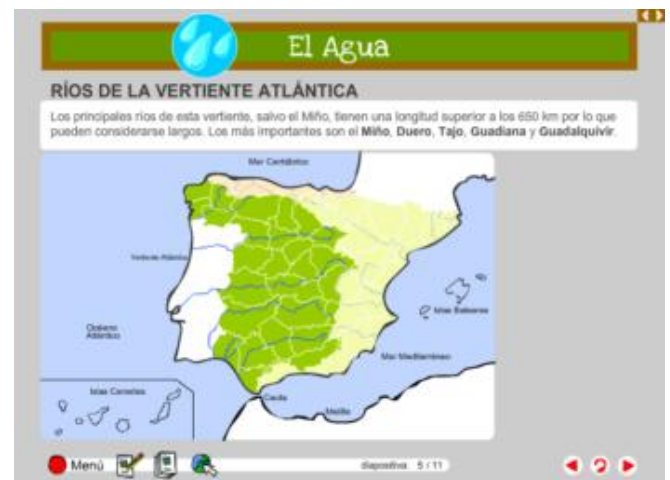 El Agua
RÍOS DE LA VERTIENTE ATLÁNTICA
Los principales ríos de esta vertiente, salvo el Miño, tienen una longitud superior a los 650 km por lo que
pueden considerarse largos. Los más importantes son el Miño, Duero, Tajo, Guadiana y Guadalquivir.
Mar Cantábrico
Vertiente Atlántica
Islas Baleares
Océano
Atlántico
Mar Mediterráneo
Islas Canarias
Ceuta
Melilla
Menú
diapositiva 5 / 11